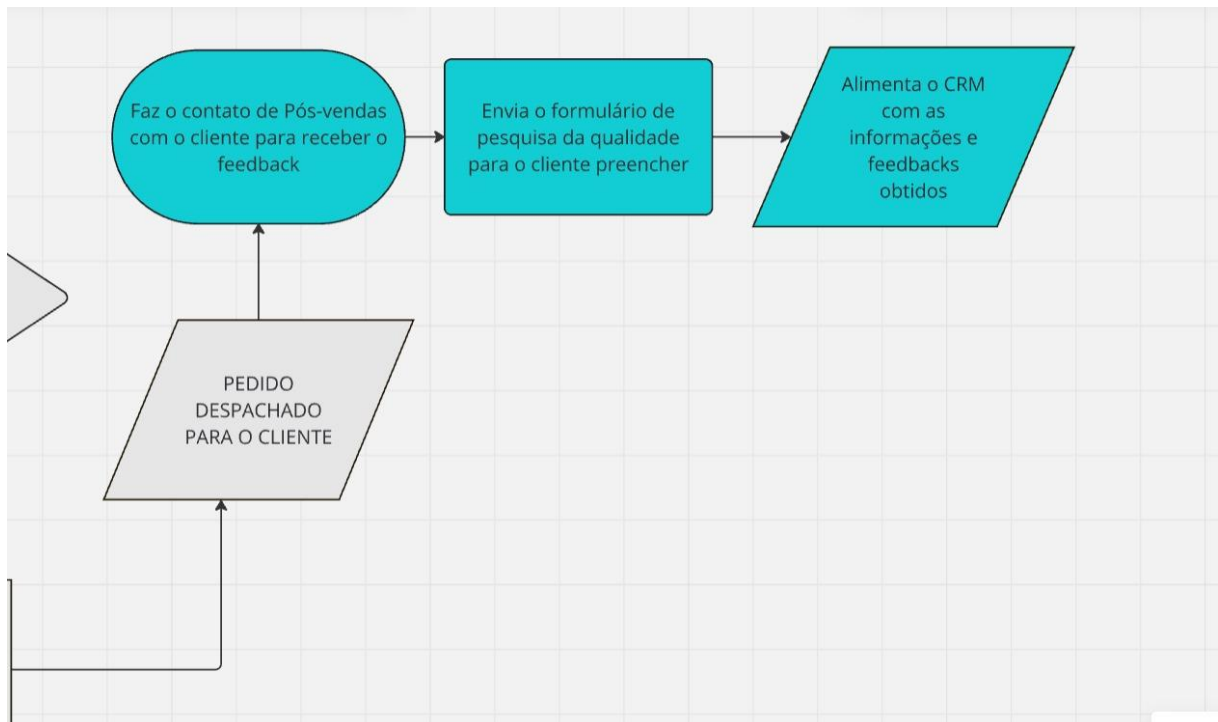 Faz o contato de Pós-vendas
com o cliente para receber o
feedback
Envia o formulário de
pesquisa da qualidade
para o cliente preencher
Alimenta o CRM
com as
informações e
feedbacks
obtidos
PEDIDO
DESPACHADO
PARA O CLIENTE